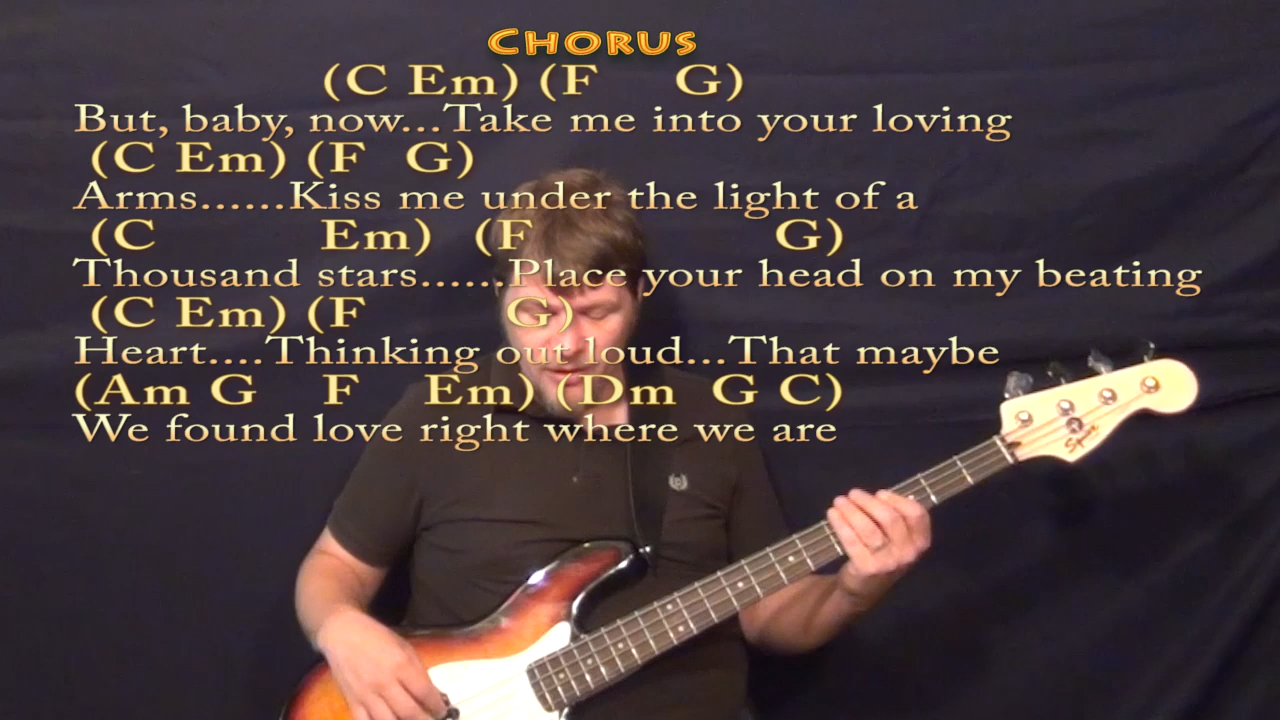 CHORUS
(C Em) (F G)
But, baby, now...Take me into your loving
(C Em) (F G)
Arms......Kiss me under the light of a
(C Em) (F G)
Thousand stars......Place your head on my beating
(C Em) (F G)
Heart....Thinking out loud...That maybe
(Am G F Em) (Dm G C)
We found love right where we are
Squier